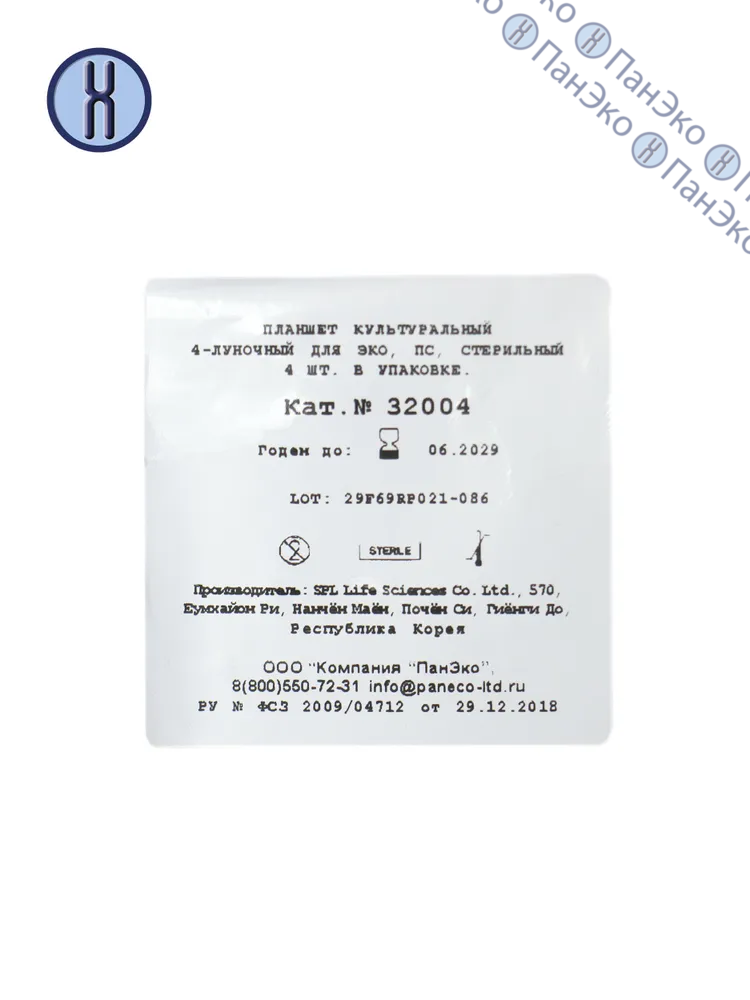 ПанЭко
ПанЭко
ПанЭко
ПЛАНШЕТ КУЛЬТУРАЛЬНЫЙ
4-ЛУНОЧНЫЙ ДЛЯ ЭКО, ПС, СТЕРИЛЬНЫЙ
4 ШТ. В УПАКОВКЕ.
Кат.№ 32004
Годен до: 06.2029
LOT: 29F69RP021-086
2
STERILE
Производитель: SPL Life Sciences Co. Ltd., 570,
Еумкайон Ри, Нанчён Маён, Почён Си, Гиёнги До,
Республика Корея
ООО "Компания "ПанЭко",
8(800)550-72-31 info@paneco-ltd.ru
РУ № ФСЗ 2009/04712 от 29.12.2018